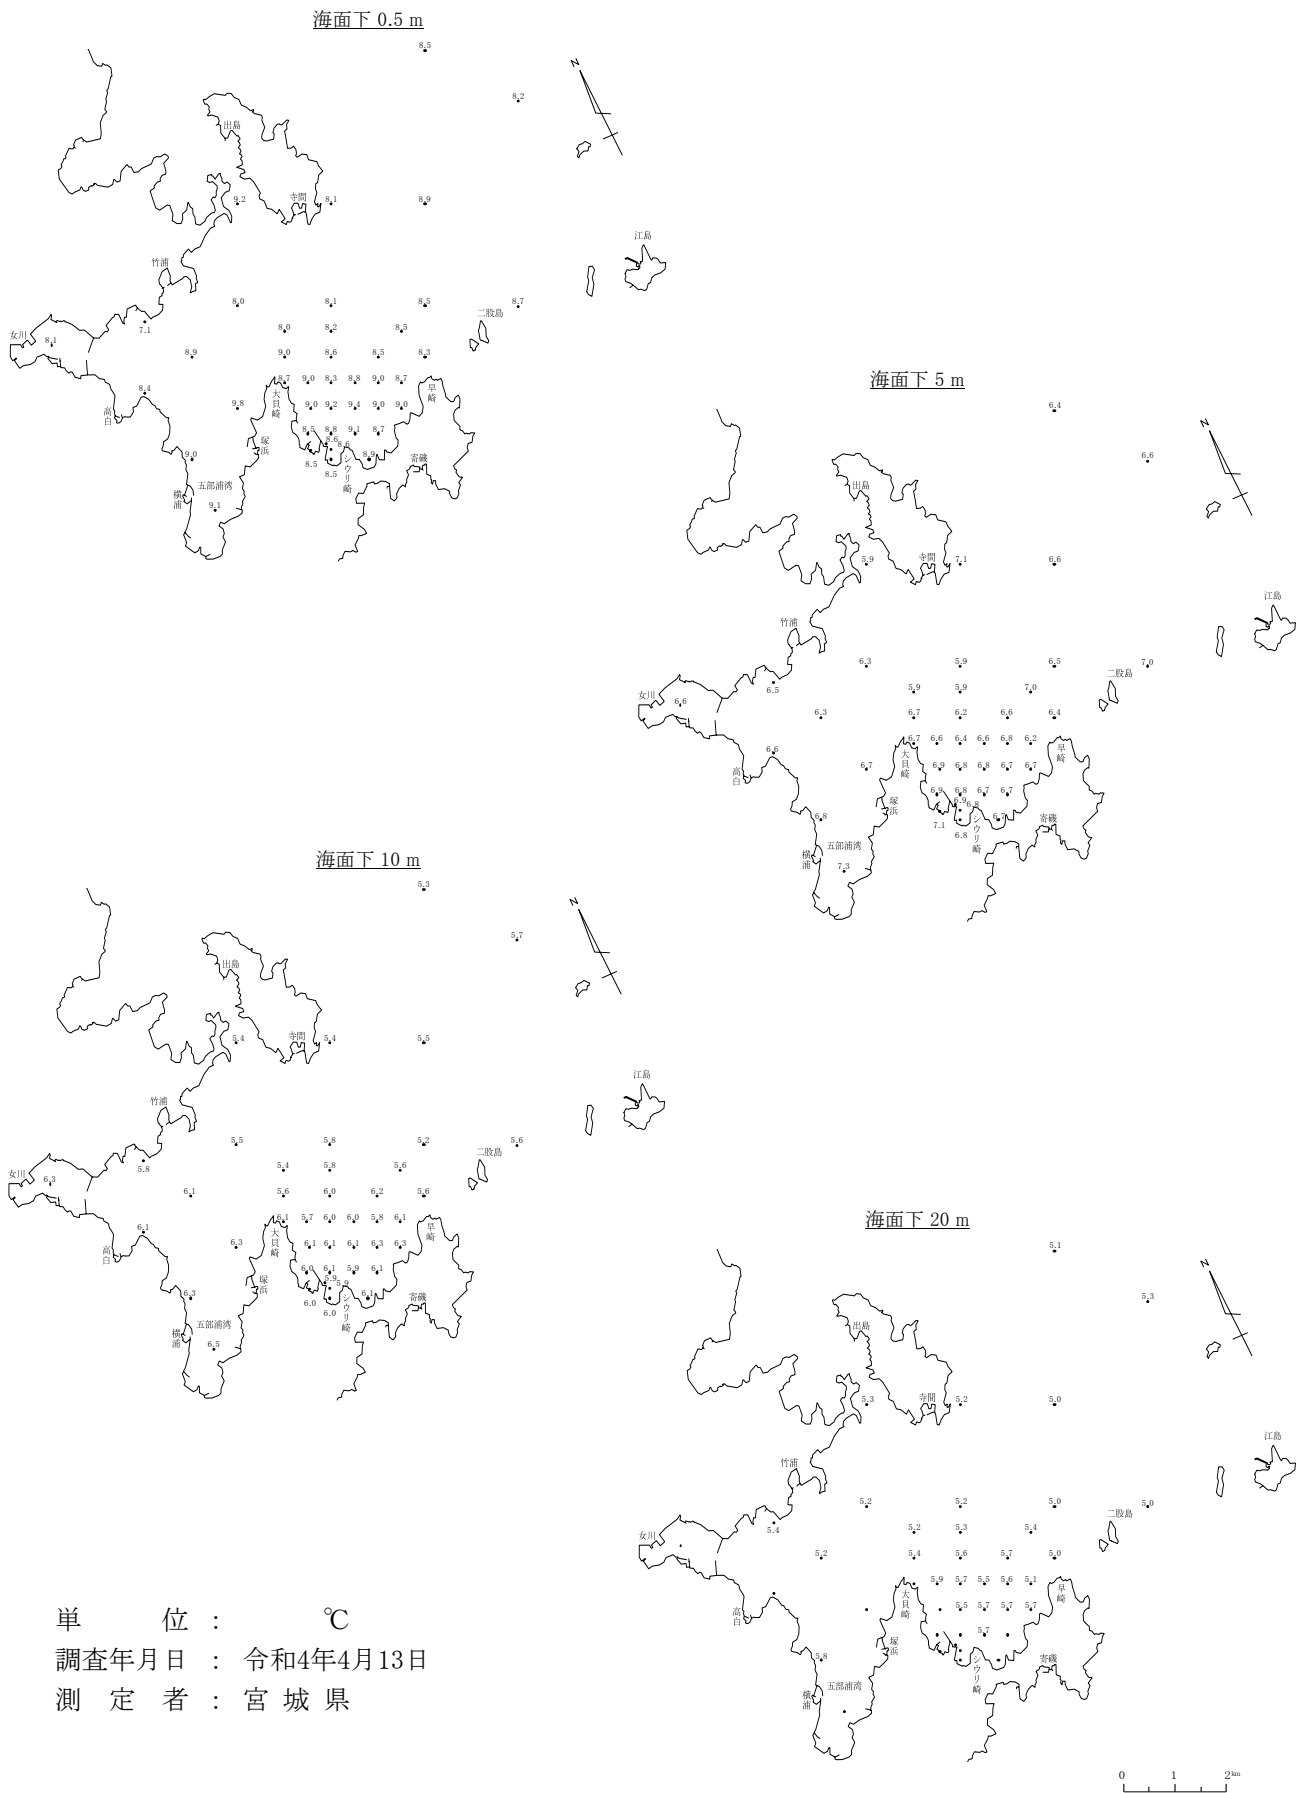 海面下 0.5 m
8.5
N
8.2
出島
9.2
寺間
8.1
8.9
江島
竹浦
8.0
8.1
8.5
8.7
二股島
7.1
8.0
8.2
8.5
女川
8.1
8.9
9.0
8.6
8.5
8.3
8.7 9.0 8.3 8.8 9.0 8.7
早崎
8.4
大貝崎
高白
9.8
9.0 9.2 9.4 9.0 9.0
8.5 8.8 9.1 8.7
塚浜
8.6
8.6
9.0
8.5
8.5
シウリ崎
8.9
寄磯
横浦
五部浦湾
9.1
海面下 5 m
6.4
N
6.6
出島
5.9
寺間
7.1
6.6
江島
竹浦
6.3
5.9
6.5
7.0
二股島
6.5
5.9
5.9
7.0
女川
6.6
6.3
6.7
6.2
6.6
6.4
6.7 6.6 6.4 6.6 6.8 6.2
早崎
6.6
大貝崎
高白
6.7
6.9 6.8 6.8 6.7 6.7
6.9 6.8 6.7 6.7
塚浜
6.9
6.8
6.8
7.1
6.8
シウリ崎
6.7
寄磯
横浦
五部浦湾
7.3
海面下 10 m
5.3
N
5.7
出島
5.4
寺間
5.4
5.5
江島
竹浦
5.5
5.8
5.2
5.6
二股島
5.8
5.4
5.8
5.6
女川
6.3
6.1
5.6
6.0
6.2
5.6
6.1 5.7 6.0 6.0 5.8 6.1
早崎
6.1
大貝崎
高白
6.3
6.1 6.1 6.1 6.3 6.3
6.0 6.1 5.9 6.1
塚浜
5.9
5.9
6.3
6.0
6.0
シウリ崎
6.1
寄磯
横浦
五部浦湾
6.5
海面下 20 m
5.1
N
5.3
出島
5.3
寺間
5.2
5.0
江島
竹浦
5.2
5.2
5.0
5.0
二股島
5.4
5.2
5.3
5.4
女川
5.2
5.4
5.6
5.7
5.0
5.9 5.7 5.5 5.6 5.1
早崎
大貝崎
高白
5.5 5.7 5.7 5.7
5.7
塚浜
5.8
シウリ崎
寄磯
横浦
五部浦湾
単 位 : ℃
調査年月日 : 令和4年4月13日
測 定 者 : 宮 城 県
0 1 2km